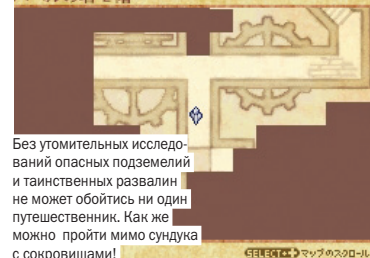 Без утомительных исследо-
ваний опасных подземелий
и таинственных развалин
не может обойтись ни один
путешественник. Как же
можно пройти мимо сундука
с сокровищами!
SELECT マップのスクロール